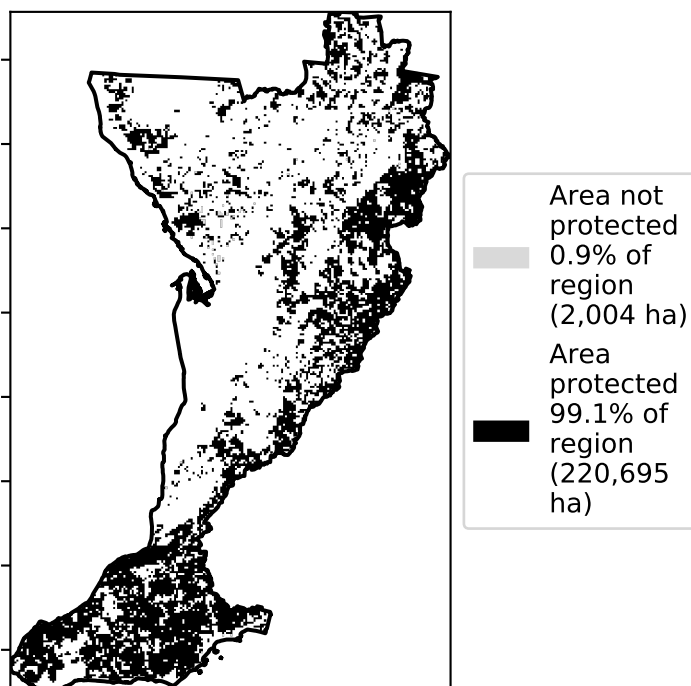 Area not
protected
0.9% of
region
(2,004 ha)
Area
protected
99.1% of
region
(220,695
ha)